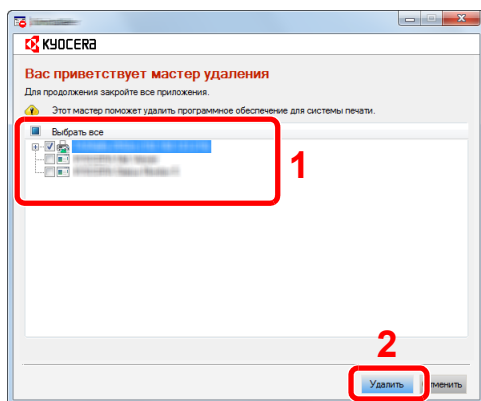 KYOCERA
Вас приветствует мастер удаления
Для продолжения закройте все приложения.
Этот мастер поможет удалить программное обеспечение для системы печати.
Выбрать все
1
2
Удалить